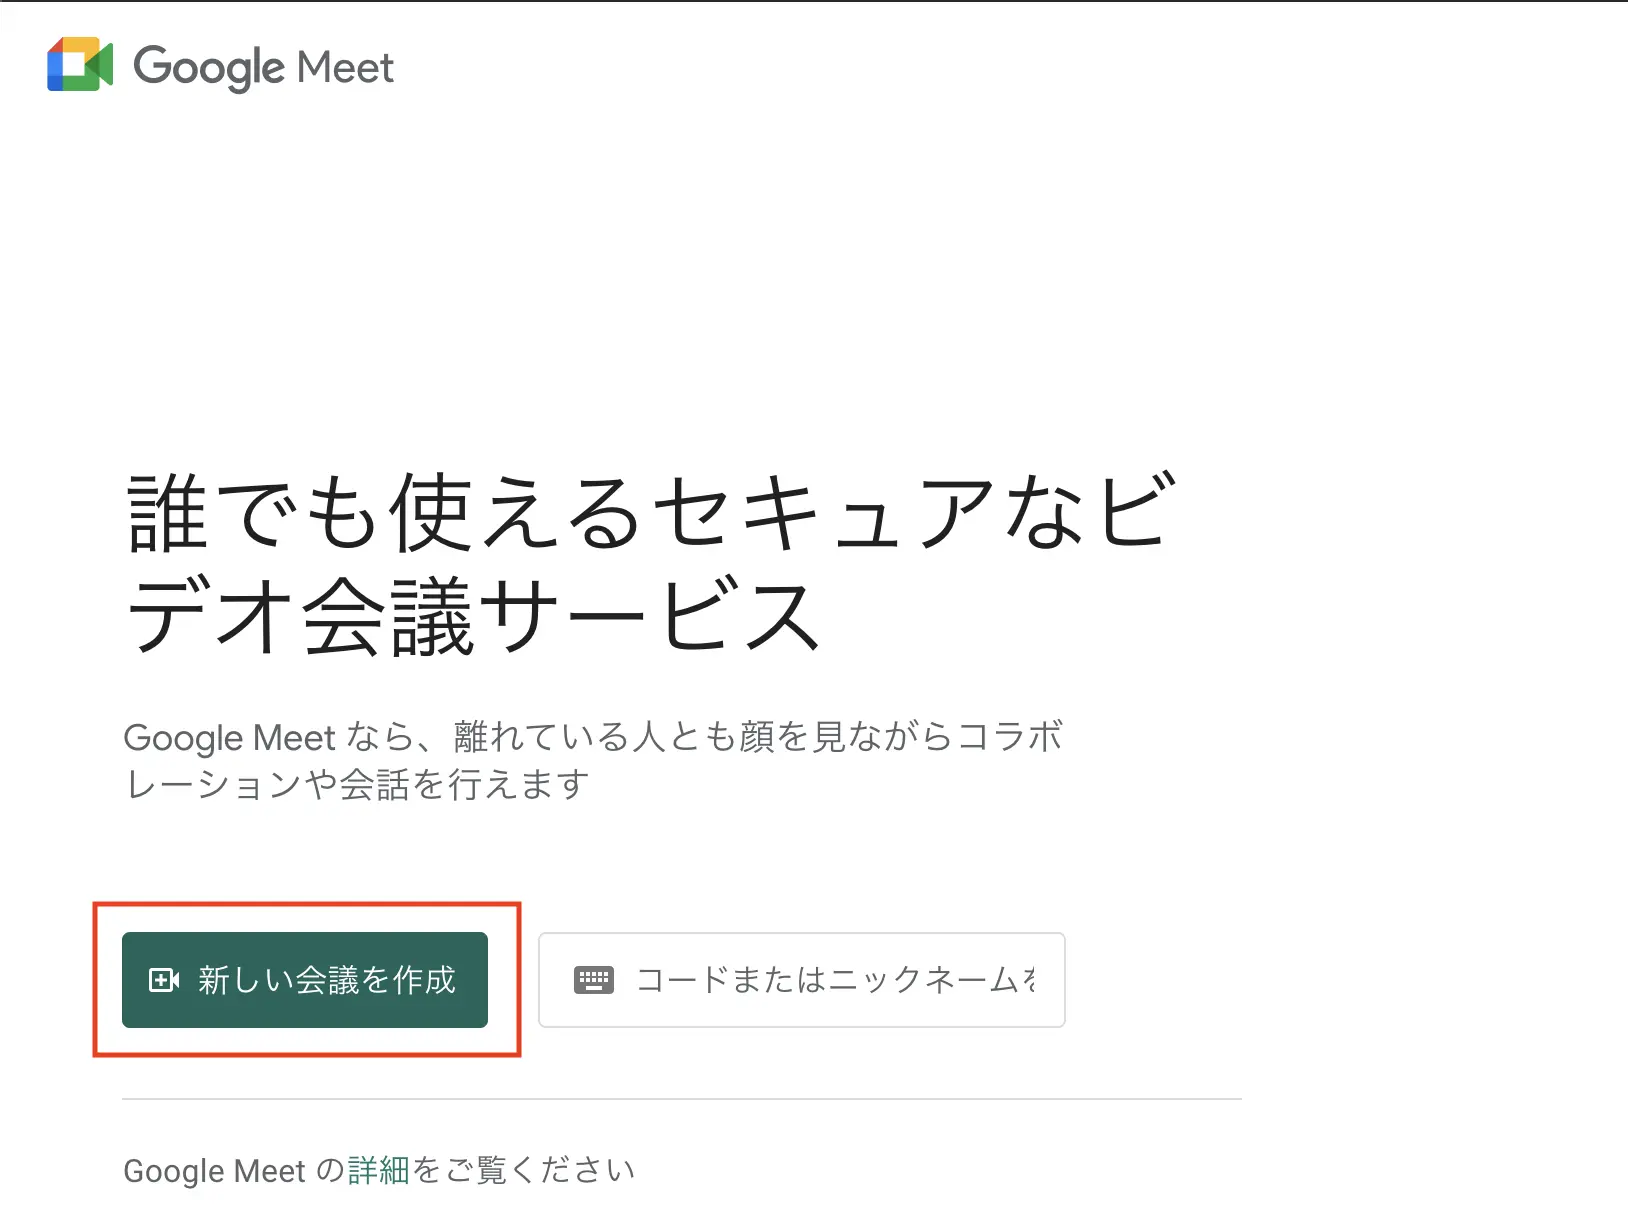 Google Meet
誰でも使えるセキュアなビ
デオ会議サービス
Google Meet なら、離れている人とも顔を見ながらコラボ
レーションや会話を行えます
新しい会議を作成
コードまたはニックネーム
Google Meet の詳細をご覧ください